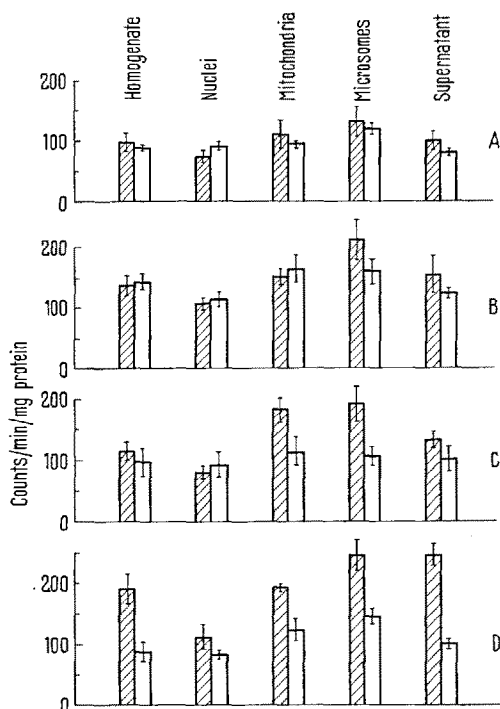 Homogenate
Nuclei
Mitochondria
Microsomes
Supernatant
Counts/min/mg protein
200
100
0
A
200
100
0
B
200
100
0
C
200
100
0
D